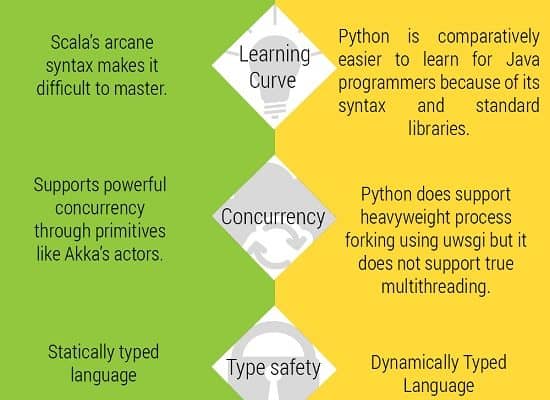 Scala's arcane
syntax makes it
difficult to master.
Learning
Curve
Python is comparatively
easier to learn for Java
programmers because of its
syntax and standard
libraries.
Supports powerful
concurrency
through primitives
like Akka's actors.
Concurrency
Python does support
heavyweight process
forking using uwsgi but it
does not support true
multithreading.
Statically typed
language
Type safety
Dynamically Typed
Language